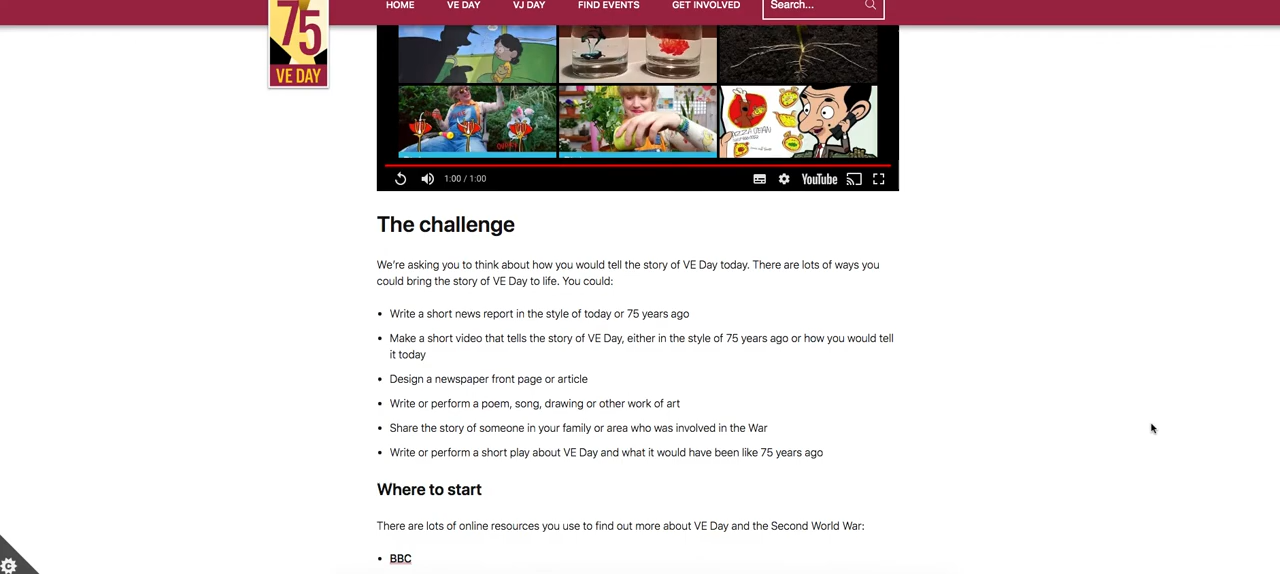 HOME VE DAY VJ DAY FIND EVENTS GET INVOLVED Search...
75
VE DAY
1:00 / 1:00 YouTube
The challenge
We're asking you to think about how you would tell the story of VE Day today. There are lots of ways you
could bring the story of VE Day to life. You could:
• Write a short news report in the style of today or 75 years ago
• Make a short video that tells the story of VE Day, either in the style of 75 years ago or how you would tell
it today
• Design a newspaper front page or article
• Write or perform a poem, song, drawing or other work of art
• Share the story of someone in your family or area who was involved in the War
• Write or perform a short play about VE Day and what it would have been like 75 years ago
Where to start
There are lots of online resources you use to find out more about VE Day and the Second World War:
• BBC